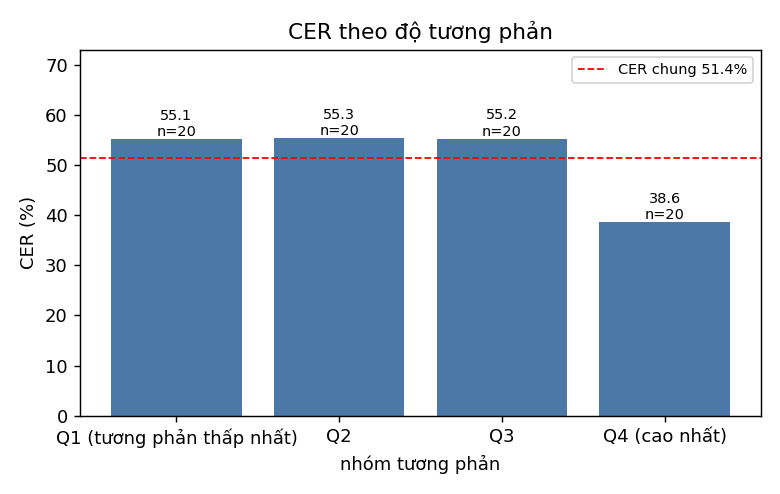 CER theo độ tương phản
CER chung 51.4%
CER (%)
70
60
50
40
30
20
10
0
55.1
n=20
55.3
n=20
55.2
n=20
38.6
n=20
Q1 (tương phản thấp nhất)
Q2
Q3
Q4 (cao nhất)
nhóm tương phản